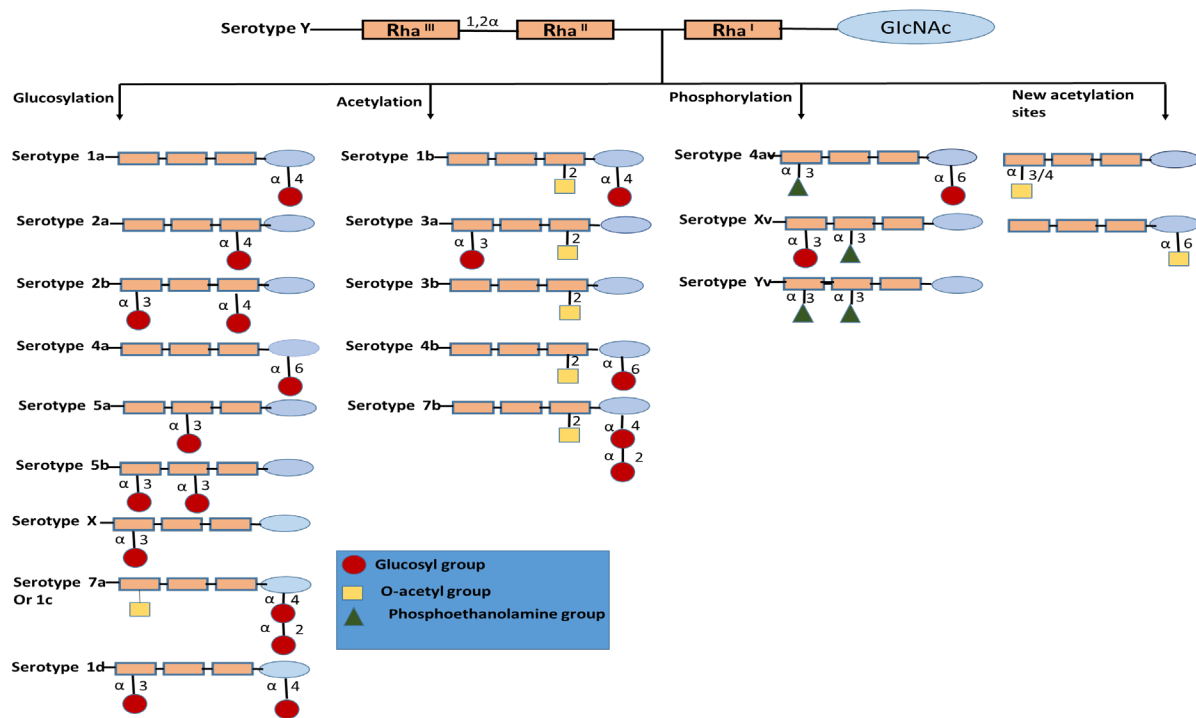 Serotype Y
Rha III
1,2α
Rha II
Rha I
GlcNAc
Glucosylation
Acetylation
Phosphorylation
New acetylation
sites
Serotype 1a
α 4
Serotype 2a
α 4
Serotype 2b
α 3
α 4
Serotype 4a
α 6
Serotype 5a
α 3
Serotype 5b
α 3
α 3
Serotype X
α 3
Serotype 7a
Or 1c
α 4
α 2
Serotype 1d
α 3
α 4
Serotype 1b
2
α 4
Serotype 3a
α 3
2
Serotype 3b
2
Serotype 4b
2
α 6
Serotype 7b
2
α 4
α 2
Serotype 4av
α 3
α 6
Serotype Xv
α 3
α 3
Serotype Yv
α 3
α 3
α 3/4
α 6
Glucosyl group
O-acetyl group
Phosphoethanolamine group